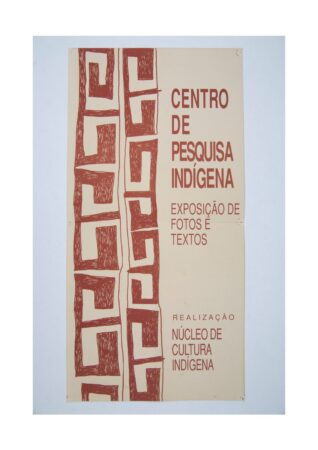 CENTRO
DE
PESQUISA
INDÍGENA
EXPOSIÇÃO DE
FOTOS E
TEXTOS
REALIZAÇÃO
NÚCLEO DE
CULTURA
INDÍGENA